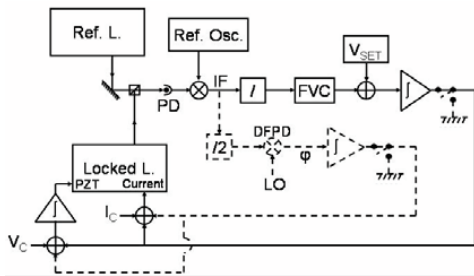 Ref. L.
Ref. Osc.
V_SET
PD
IF
/
FVC
∫
/2
DFPD
φ
∫
LO
Locked L.
PZT Current
∫
I_C
V_C